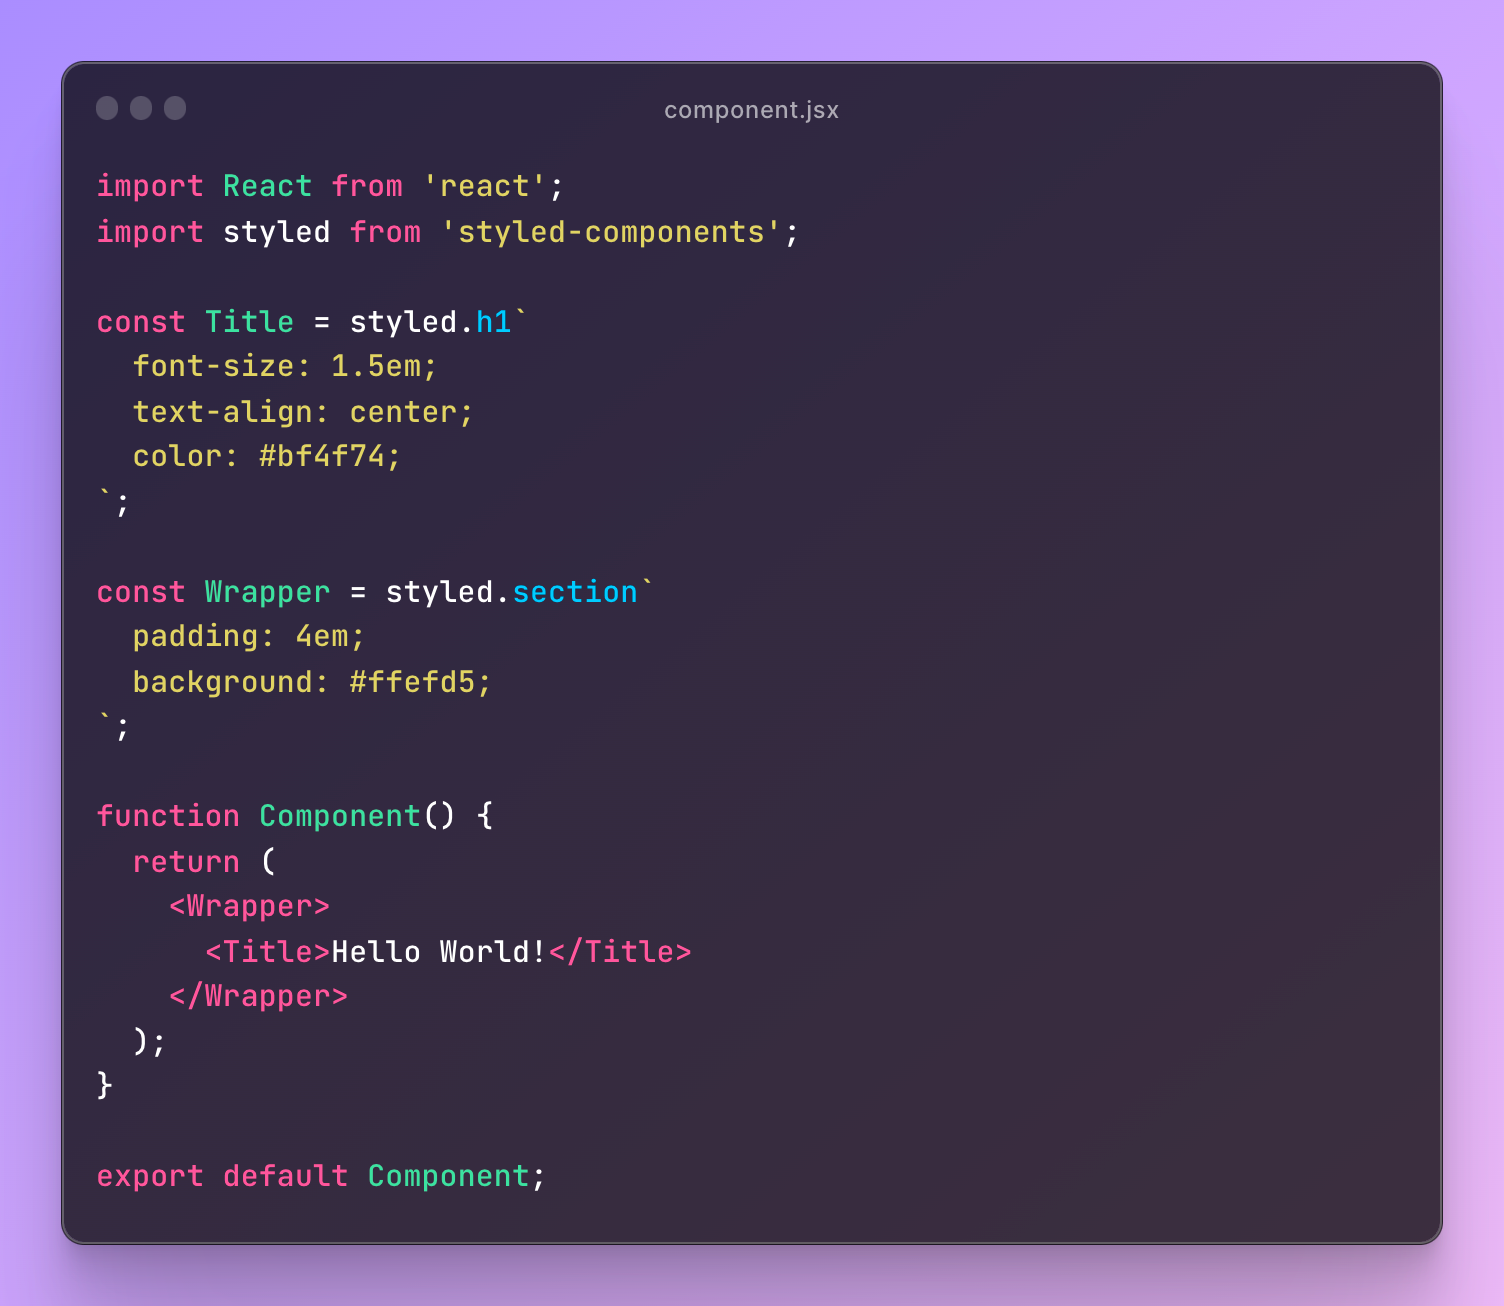 component.jsx
import React from 'react';
import styled from 'styled-components';

const Title = styled.h1`
  font-size: 1.5em;
  text-align: center;
  color: #bf4f74;
`;

const Wrapper = styled.section`
  padding: 4em;
  background: #ffefd5;
`;

function Component() {
  return (
    <Wrapper>
      <Title>Hello World!</Title>
    </Wrapper>
  );
}

export default Component;